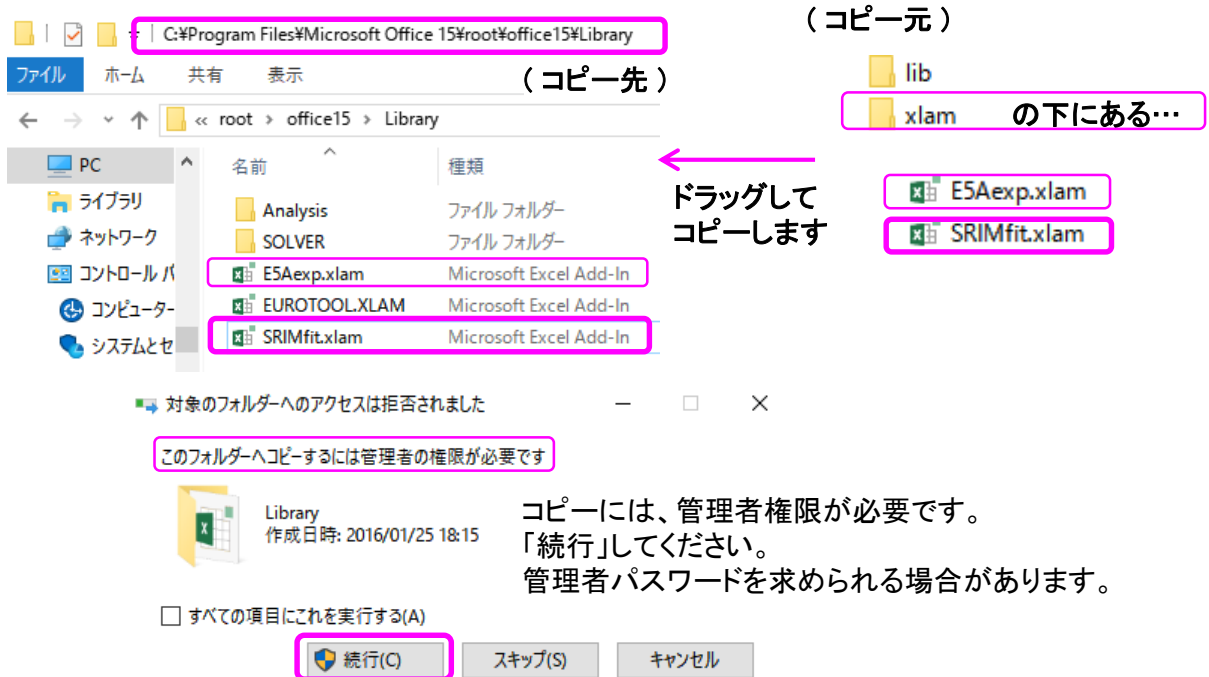 C:¥Program Files¥Microsoft Office 15¥root¥office15¥Library
ファイル ホーム 共有 表示
( コピー先 )
« root › office15 › Library
PC
ライブラリ
ネットワーク
コントロール パ
コンピューター
システムとセ
名前 種類
Analysis ファイル フォルダー
SOLVER ファイル フォルダー
E5Aexp.xlam Microsoft Excel Add-In
EUROTOOL.XLAM Microsoft Excel Add-In
SRIMfit.xlam Microsoft Excel Add-In
( コピー元 )
lib
xlam の下にある…
E5Aexp.xlam
SRIMfit.xlam
ドラッグして
コピーします
対象のフォルダーへのアクセスは拒否されました
このフォルダーへコピーするには管理者の権限が必要です
Library
作成日時: 2016/01/25 18:15
コピーには、管理者権限が必要です。
「続行」してください。
管理者パスワードを求められる場合があります。
すべての項目にこれを実行する(A)
続行(C) スキップ(S) キャンセル